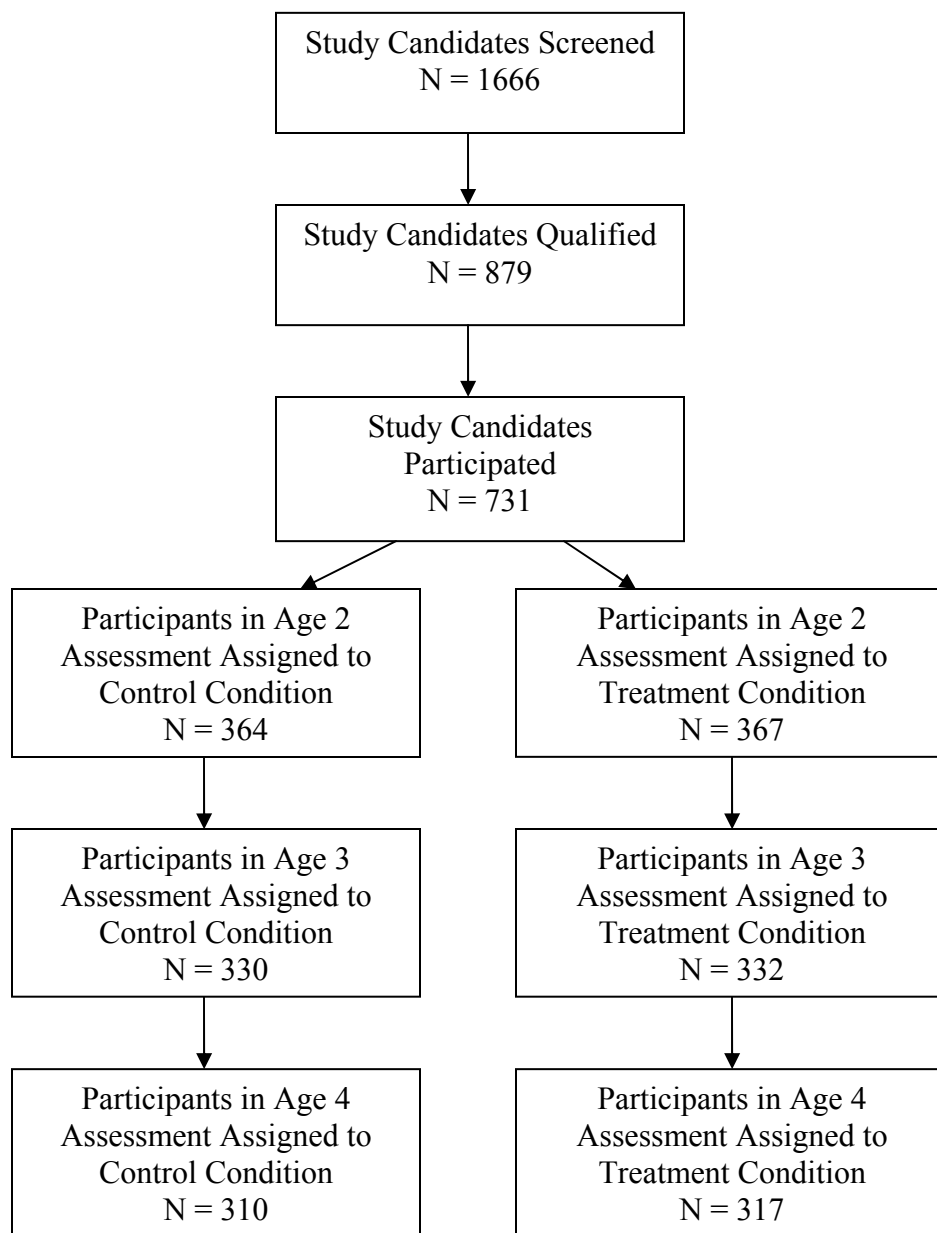 Study Candidates Screened
N = 1666
Study Candidates Qualified
N = 879
Study Candidates
Participated
N = 731
Participants in Age 2
Assessment Assigned to
Control Condition
N = 364
Participants in Age 2
Assessment Assigned to
Treatment Condition
N = 367
Participants in Age 3
Assessment Assigned to
Control Condition
N = 330
Participants in Age 3
Assessment Assigned to
Treatment Condition
N = 332
Participants in Age 4
Assessment Assigned to
Control Condition
N = 310
Participants in Age 4
Assessment Assigned to
Treatment Condition
N = 317